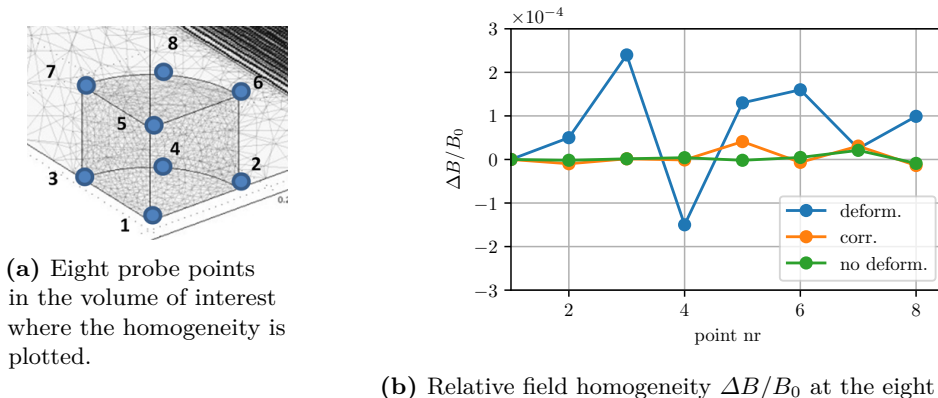 8
7
6
5
4
3
2
1
0.2
(a) Eight probe points
in the volume of interest
where the homogeneity is
plotted.
×10⁻⁴
3
2
1
0
−1
−2
−3
ΔB/B₀
2
4
6
8
point nr
deform.
corr.
no deform.
(b) Relative field homogeneity ΔB/B₀ at the eight